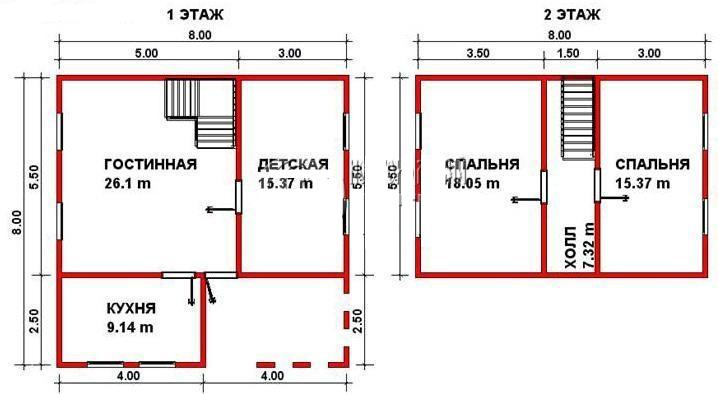 1 ЭТАЖ
8.00
5.00
3.00
8.00
5.50
2.50
ГОСТИННАЯ
26.1 m
ДЕТСКАЯ
15.37 m
5.50
КУХНЯ
9.14 m
2.50
4.00
4.00
2 ЭТАЖ
8.00
3.50
1.50
3.00
5.50
СПАЛЬНЯ
18.05 m
ХОЛЛ
7.32 m
СПАЛЬНЯ
15.37 m